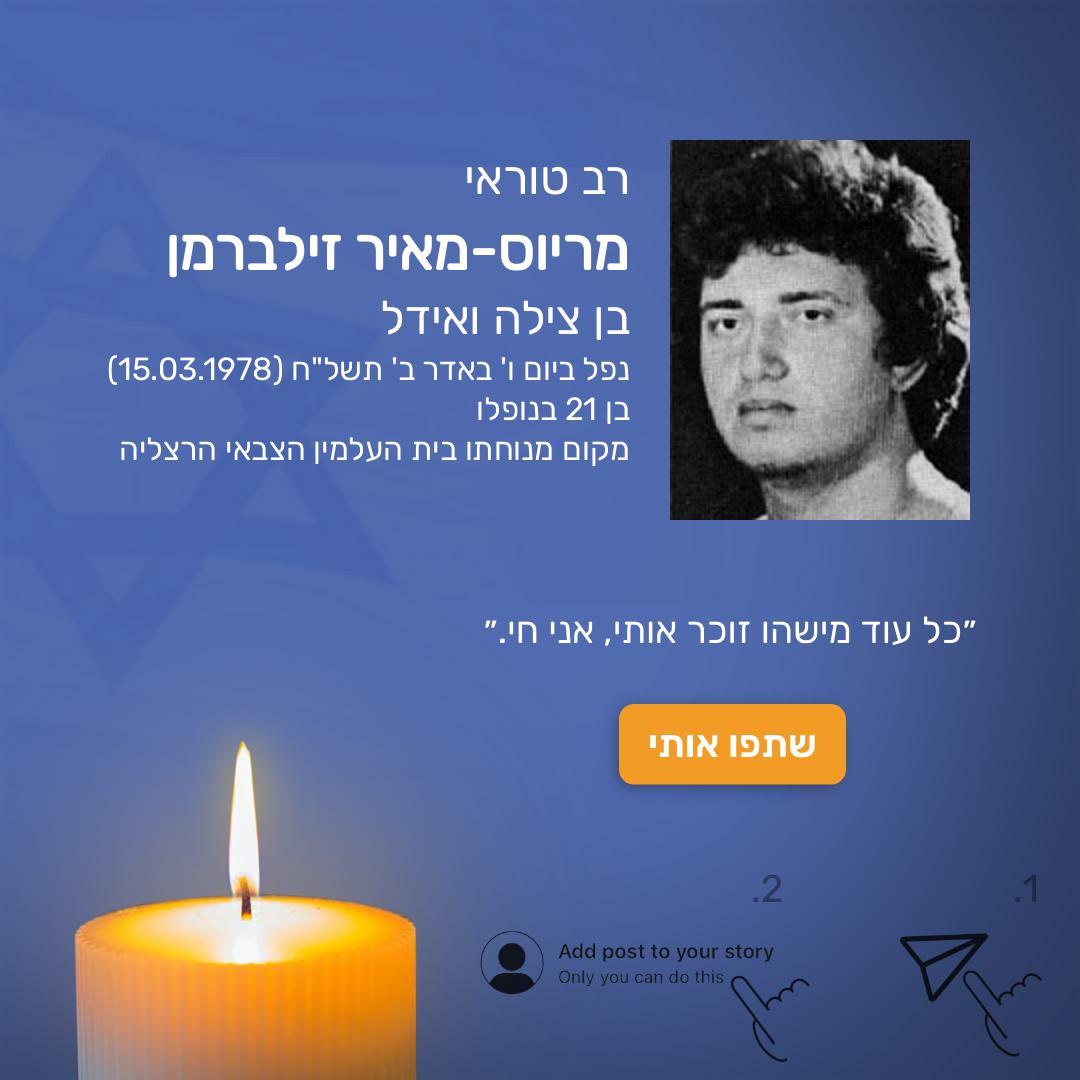 רב טוראי
מריוס-מאיר זילברמן
בן צילה ואידל
נפל ביום ו' באדר ב' תשל"ח (15.03.1978)
בן 21 בנופלו
מקום מנוחתו בית העלמין הצבאי הרצליה
״כל עוד מישהו זוכר אותי, אני חי.״
שתפו אותי
1.
2.
Add post to your story
Only you can do this